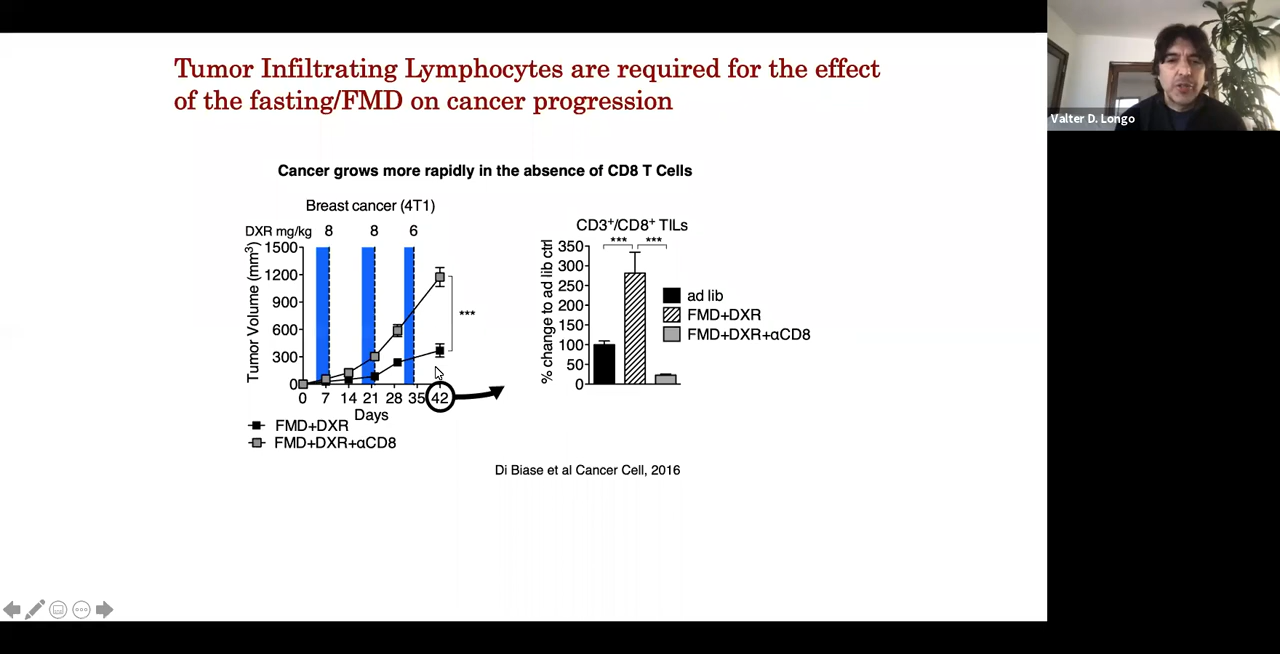 Tumor Infiltrating Lymphocytes are required for the effect
of the fasting/FMD on cancer progression
Valter D. Longo
Cancer grows more rapidly in the absence of CD8 T Cells
Breast cancer (4T1)
DXR mg/kg 8 8 6
Tumor Volume (mm³)
1500
1200
900
600
300
0
***
0 7 14 21 28 35 42
Days
FMD+DXR
FMD+DXR+αCD8
CD3⁺/CD8⁺ TILs
*** ***
% change to ad lib ctrl
350
300
250
200
150
100
50
0
ad lib
FMD+DXR
FMD+DXR+αCD8
Di Biase et al Cancer Cell, 2016